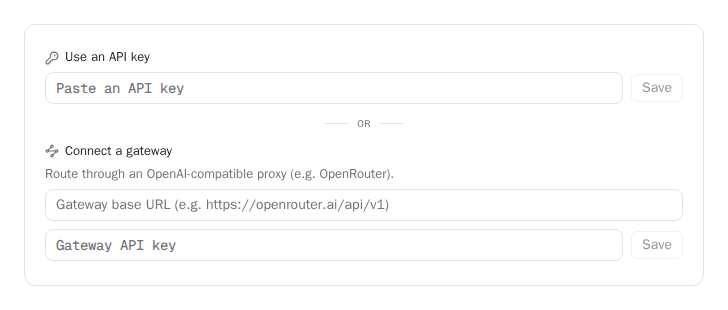 Use an API key
Paste an API key
Save
OR
Connect a gateway
Route through an OpenAI-compatible proxy (e.g. OpenRouter).
Gateway base URL (e.g. https://openrouter.ai/api/v1)
Gateway API key
Save